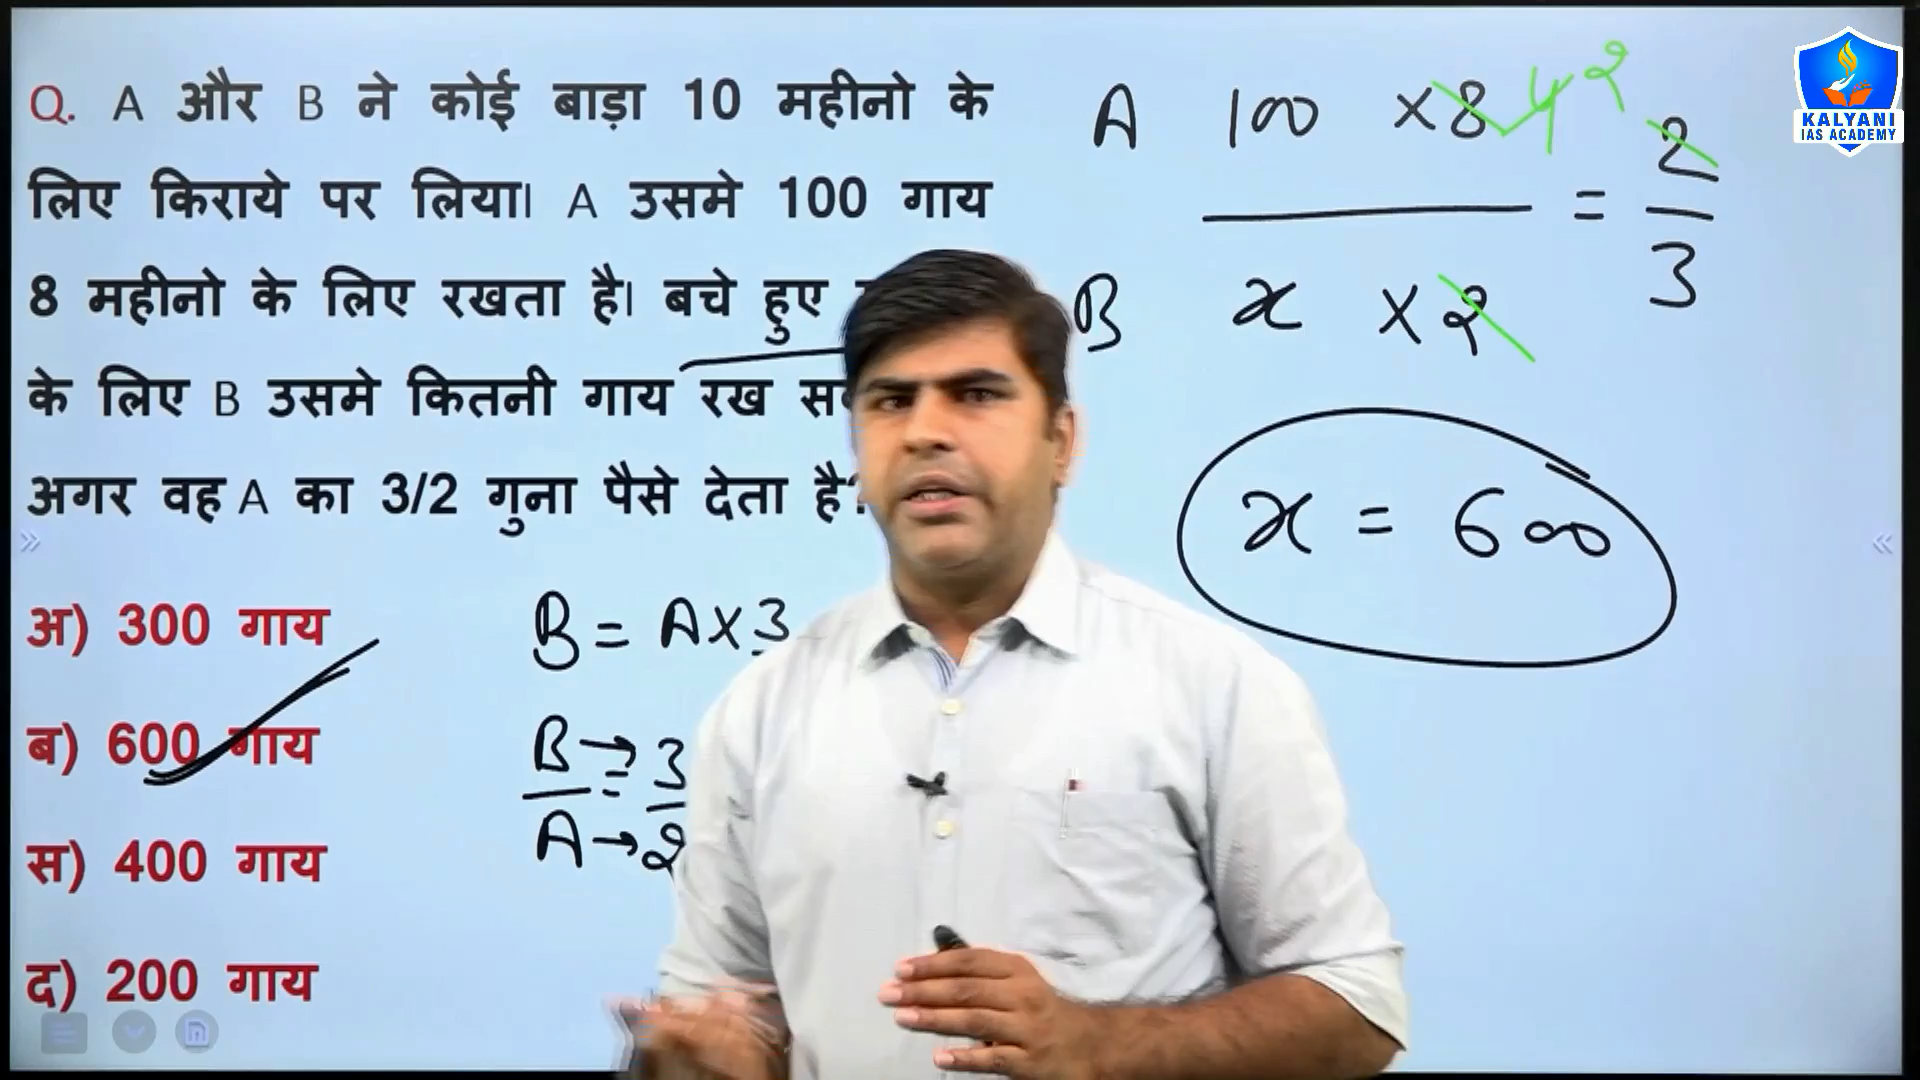 Q. A और B ने कोई बाड़ा 10 महीनो के
लिए किराये पर लिया। A उसमे 100 गाय
8 महीनो के लिए रखता है। बचे हुए
के लिए B उसमे कितनी गाय रख
अगर वह A का 3/2 गुना पैसे देता है?
अ) 300 गाय
ब) 600 गाय
स) 400 गाय
द) 200 गाय
B = A × 3
B → = 3
A → 2
A 100 × 8 4 2 = 2
B x × 2 3
x = 600
KALYANI
IAS ACADEMY